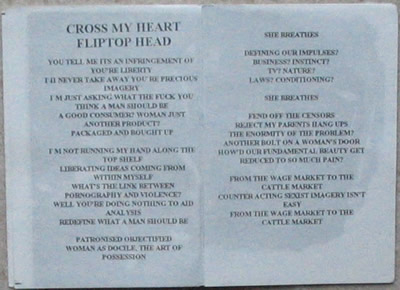 CROSS MY HEART
FLIPTOP HEAD
YOU TELL ME ITS AN INFRINGEMENT OF
YOU'RE LIBERTY
I'll NEVER TAKE AWAY YOU'RE PRECIOUS
IMAGERY
I'M JUST ASKING WHAT THE FUCK YOU
THINK A MAN SHOULD BE
A GOOD CONSUMER? WOMAN JUST
ANOTHER PRODUCT?
PACKAGED AND BOUGHT UP
I'M NOT RUNNING MY HAND ALONG THE
TOP SHELF
LIBERATING IDEAS COMING FROM
WITHIN MYSELF
WHAT'S THE LINK BETWEEN
PORNOGRAPHY AND VIOLENCE?
WELL YOU'RE DOING NOTHING TO AID
ANALYSIS
REDEFINE WHAT A MAN SHOULD BE
PATRONISED OBJECTIFIED
WOMAN AS DOCILE, THE ART OF
POSSESSION
SHE BREATHES
DEFINING OUR IMPULSES?
BUSINESS? INSTINCT?
TV? NATURE?
LAWS? CONDITIONING?
SHE BREATHES
FEND OFF THE CENSORS
REJECT MY PARENTS HANG UPS
THE ENORMITY OF THE PROBLEM?
ANOTHER BOLT ON A WOMAN'S DOOR
HOW'D OUR FUNDAMENTAL BEAUTY GET
REDUCED TO SO MUCH PAIN?
FROM THE WAGE MARKET TO THE
CATTLE MARKET
COUNTER ACTING SEXIST IMAGERY ISN'T
EASY
FROM THE WAGE MARKET TO THE
CATTLE MARKET